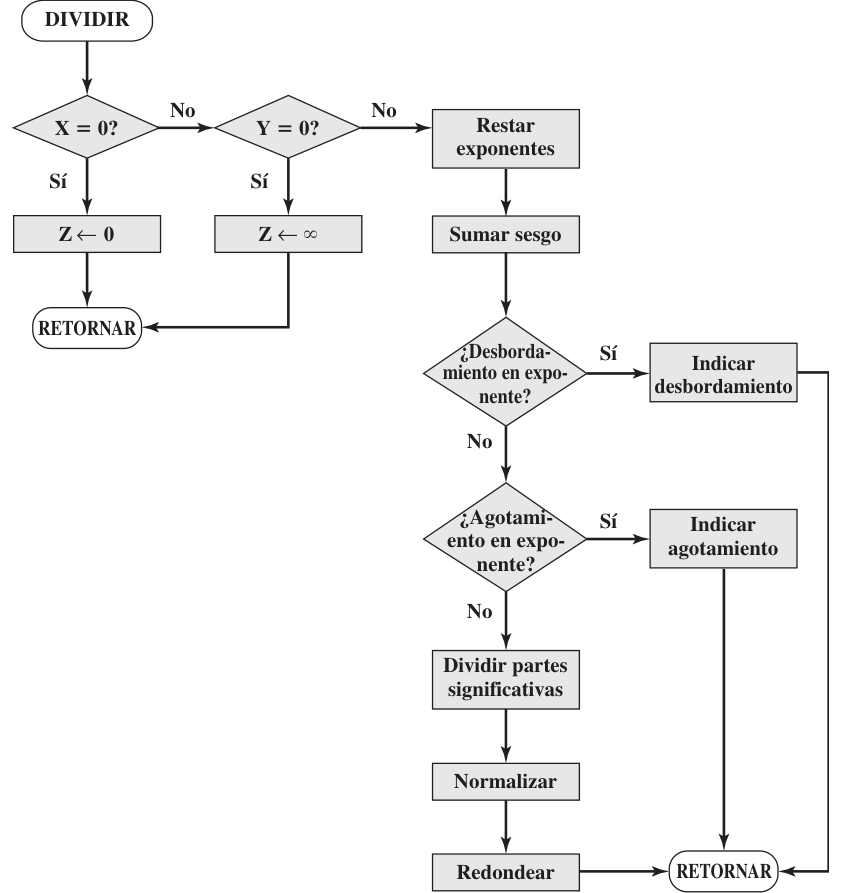 DIVIDIR
X = 0?
No
Y = 0?
No
Restar
exponentes
Sí
Sí
Z ← 0
Z ← ∞
Sumar sesgo
RETORNAR
¿Desborda-
miento en expo-
nente?
Sí
Indicar
desbordamiento
No
¿Agotami-
ento en expo-
nente?
Sí
Indicar
agotamiento
No
Dividir partes
significativas
Normalizar
Redondear
RETORNAR